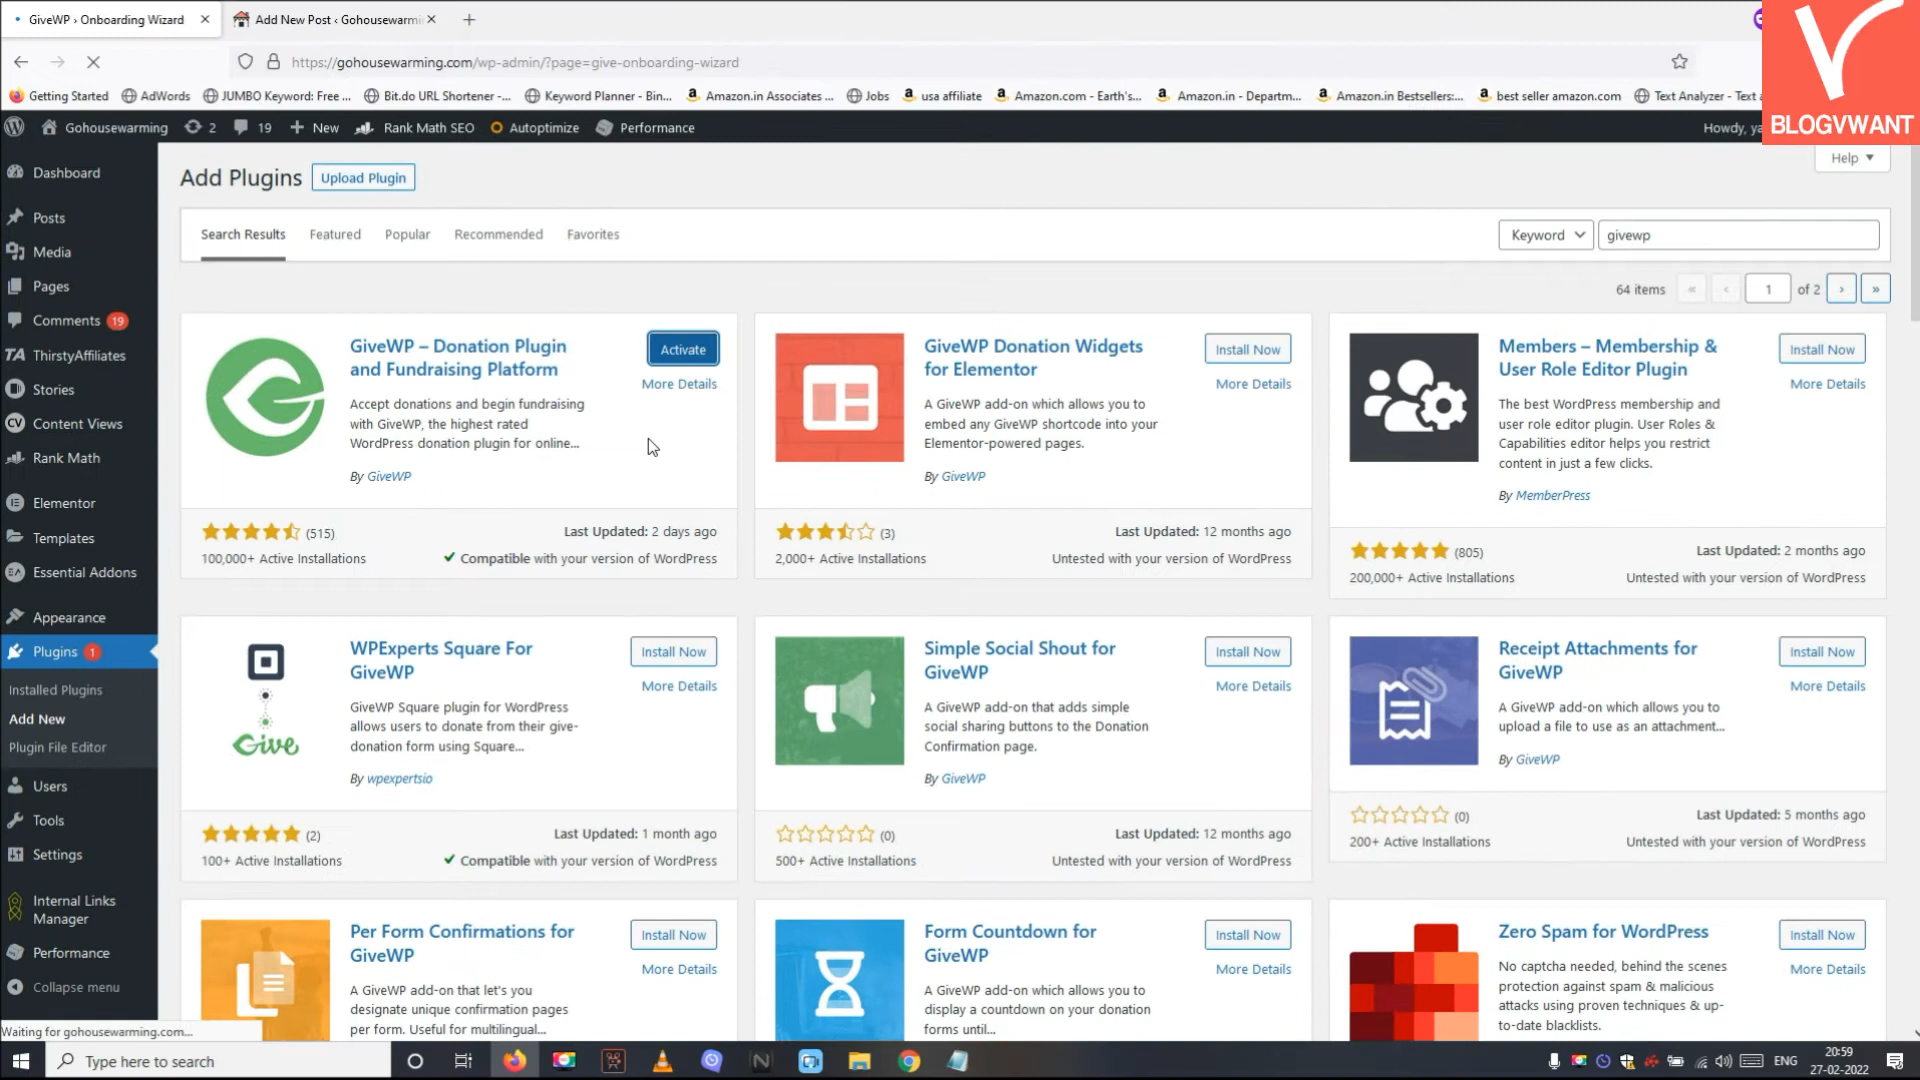 GiveWP › Onboarding Wizard
Add New Post ‹ Gohousewarmin
https://gohousewarming.com/wp-admin/?page=give-onboarding-wizard
Getting Started AdWords JUMBO Keyword: Free ... Bit.do URL Shortener -... Keyword Planner - Bin... Amazon.in Associates ... Jobs usa affiliate Amazon.com - Earth's... Amazon.in - Departm... Amazon.in Bestsellers:... best seller amazon.com Text Analyzer - Text a
BLOGVWANT
Gohousewarming 2 19 New Rank Math SEO Autoptimize Performance Howdy, ya
Help
Dashboard
Posts
Media
Pages
Comments 19
ThirstyAffiliates
Stories
Content Views
Rank Math
Elementor
Templates
Essential Addons
Appearance
Plugins 1
Installed Plugins
Add New
Plugin File Editor
Users
Tools
Settings
Internal Links
Manager
Performance
Collapse menu
Add Plugins Upload Plugin
Search Results Featured Popular Recommended Favorites Keyword givewp
64 items « ‹ 1 of 2 › »
GiveWP – Donation Plugin
and Fundraising Platform
Activate
More Details
Accept donations and begin fundraising
with GiveWP, the highest rated
WordPress donation plugin for online...
By GiveWP
(515) Last Updated: 2 days ago
100,000+ Active Installations ✔ Compatible with your version of WordPress
GiveWP Donation Widgets
for Elementor
Install Now
More Details
A GiveWP add-on which allows you to
embed any GiveWP shortcode into your
Elementor-powered pages.
By GiveWP
(3) Last Updated: 12 months ago
2,000+ Active Installations Untested with your version of WordPress
Members – Membership &
User Role Editor Plugin
Install Now
More Details
The best WordPress membership and
user role editor plugin. User Roles &
Capabilities editor helps you restrict
content in just a few clicks.
By MemberPress
(805) Last Updated: 2 months ago
200,000+ Active Installations Untested with your version of WordPress
Give
WPExperts Square For
GiveWP
Install Now
More Details
GiveWP Square plugin for WordPress
allows users to donate from their give-
donation form using Square...
By wpexpertsio
(2) Last Updated: 1 month ago
100+ Active Installations ✔ Compatible with your version of WordPress
Simple Social Shout for
GiveWP
Install Now
More Details
A GiveWP add-on that adds simple
social sharing buttons to the Donation
Confirmation page.
By GiveWP
(0) Last Updated: 12 months ago
500+ Active Installations Untested with your version of WordPress
Receipt Attachments for
GiveWP
Install Now
More Details
A GiveWP add-on which allows you to
upload a file to use as an attachment...
By GiveWP
(0) Last Updated: 5 months ago
200+ Active Installations Untested with your version of WordPress
Per Form Confirmations for
GiveWP
Install Now
More Details
A GiveWP add-on that let's you
designate unique confirmation pages
per form. Useful for multilingual...
Form Countdown for
GiveWP
Install Now
More Details
A GiveWP add-on which allows you to
display a countdown on your donation
forms until...
Zero Spam for WordPress
Install Now
More Details
No captcha needed, behind the scenes
protection against spam & malicious
attacks using proven techniques & up-
to-date blacklists.
Waiting for gohousewarming.com...
Type here to search
ENG
20:59
27-02-2022